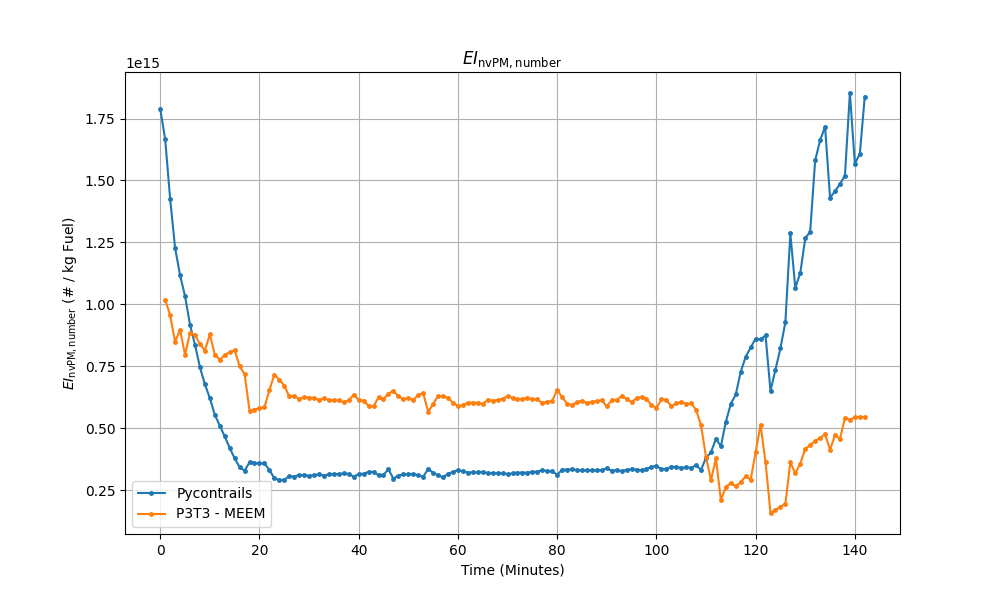 EI_nvPM, number
1e15
EI_nvPM, number (# / kg Fuel)
1.75
1.50
1.25
1.00
0.75
0.50
0.25
Pycontrails
P3T3 - MEEM
0 20 40 60 80 100 120 140
Time (Minutes)